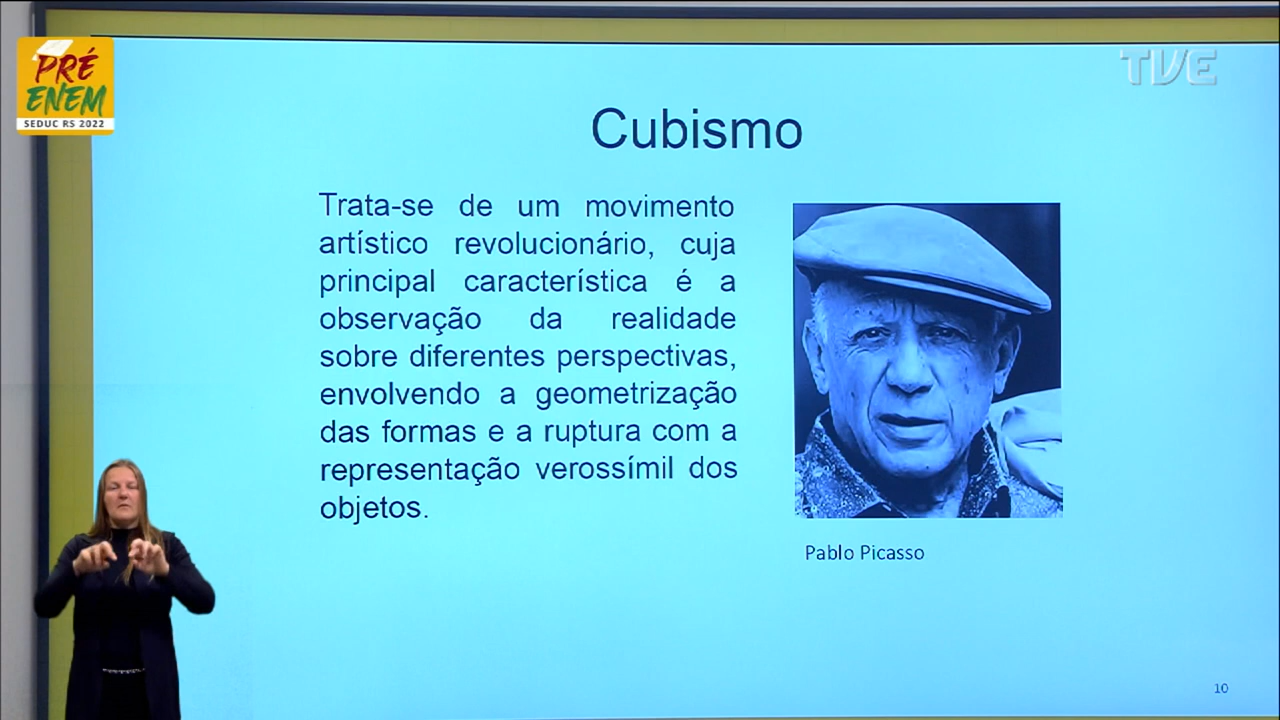 PRÉ
ENEM
SEDUC RS 2022
TVE
Cubismo
Trata-se de um movimento
artístico revolucionário, cuja
principal característica é a
observação da realidade
sobre diferentes perspectivas,
envolvendo a geometrização
das formas e a ruptura com a
representação verossímil dos
objetos.
Pablo Picasso
10